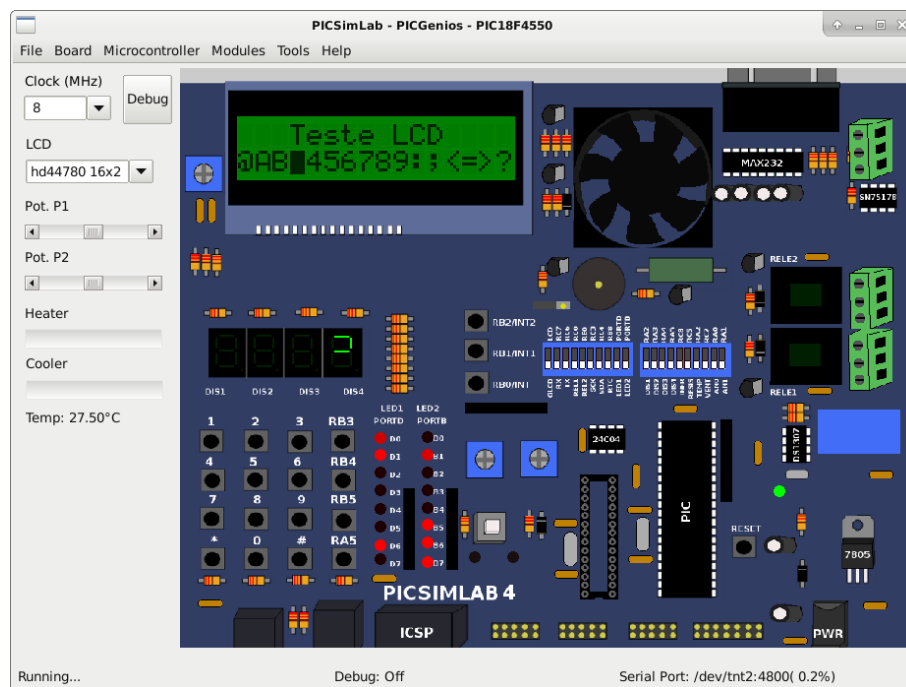 PICSimLab - PICGenios - PIC18F4550
File Board Microcontroller Modules Tools Help
Clock (MHz)
8
Debug
LCD
hd44780 16x2
Pot. P1
Pot. P2
Heater
Cooler
Temp: 27.50°C
Teste LCD
@AB 456789:;<=>?
MAX232
SN75178
RELE2
RELE1
RB2/INT2
RB1/INT1
RB0/INT
DIS1 DIS2 DIS3 DIS4
LED1 LED2
PORTD PORTB
D0 B0
D1 B1
D2 B2
D3 B3
D4 B4
D5 B5
D6 B6
D7 B7
1 2 3 RB3
4 5 6 RB4
7 8 9 RB5
* 0 # RA5
24C04
DS1307
PIC
RESET
7805
PICSIMLAB 4
ICSP
PWR
Running...
Debug: Off
Serial Port: /dev/tnt2:4800( 0.2%)